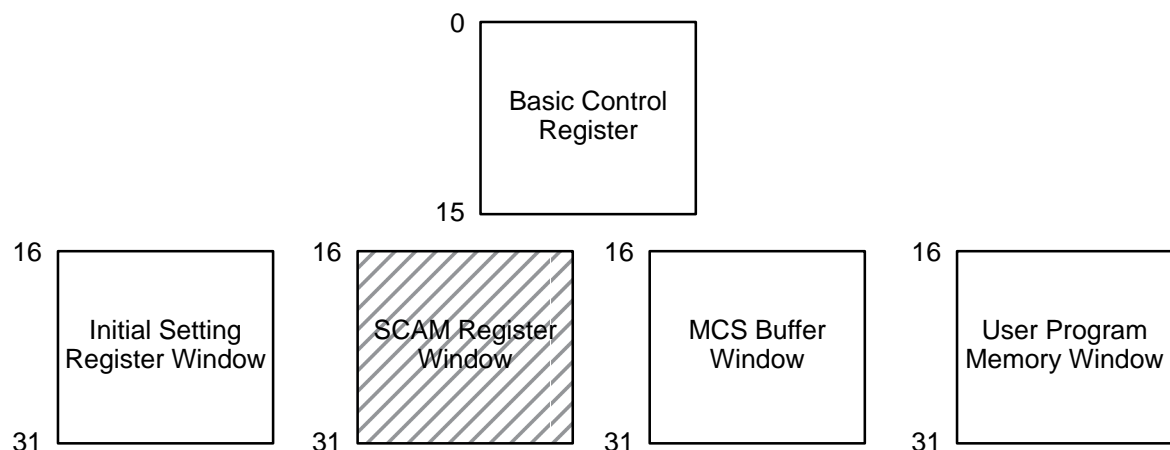 0
Basic Control
Register
15
16
16
16
16
Initial Setting
Register Window
SCAM Register
Window
MCS Buffer
Window
User Program
Memory Window
31
31
31
31